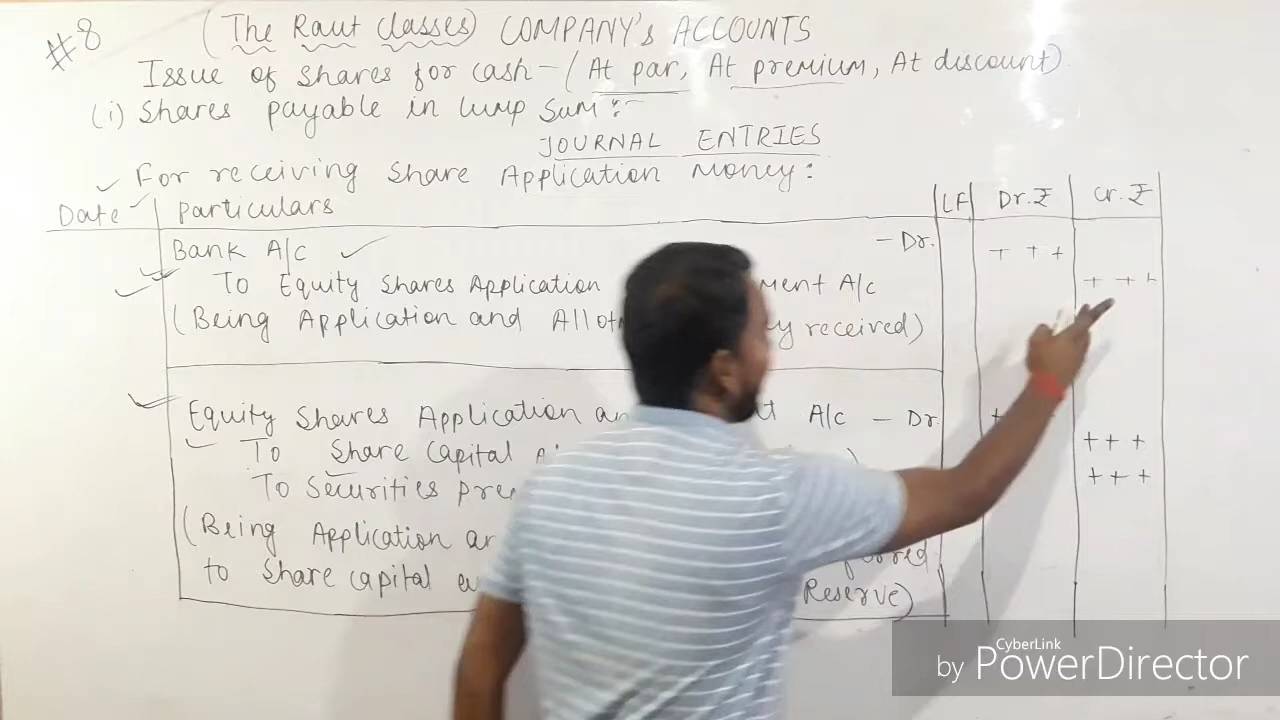 #8
(The Raut Classes) COMPANY's ACCOUNTS
Issue of shares for cash - (At par, At premium, At discount)
(i) Shares payable in lump sum :-
JOURNAL ENTRIES
For receiving Share Application Money:
Date Particulars LF Dr.₹ Cr.₹
Bank A/c - Dr. + + +
To Equity Shares Application ment A/c + + +
(Being Application and Allot y received)
Equity Shares Application an t A/c - Dr. +
To Share Capital + + +
To Securities pre + + +
(Being Application a
to Share capital Reserve)
CyberLink
by PowerDirector